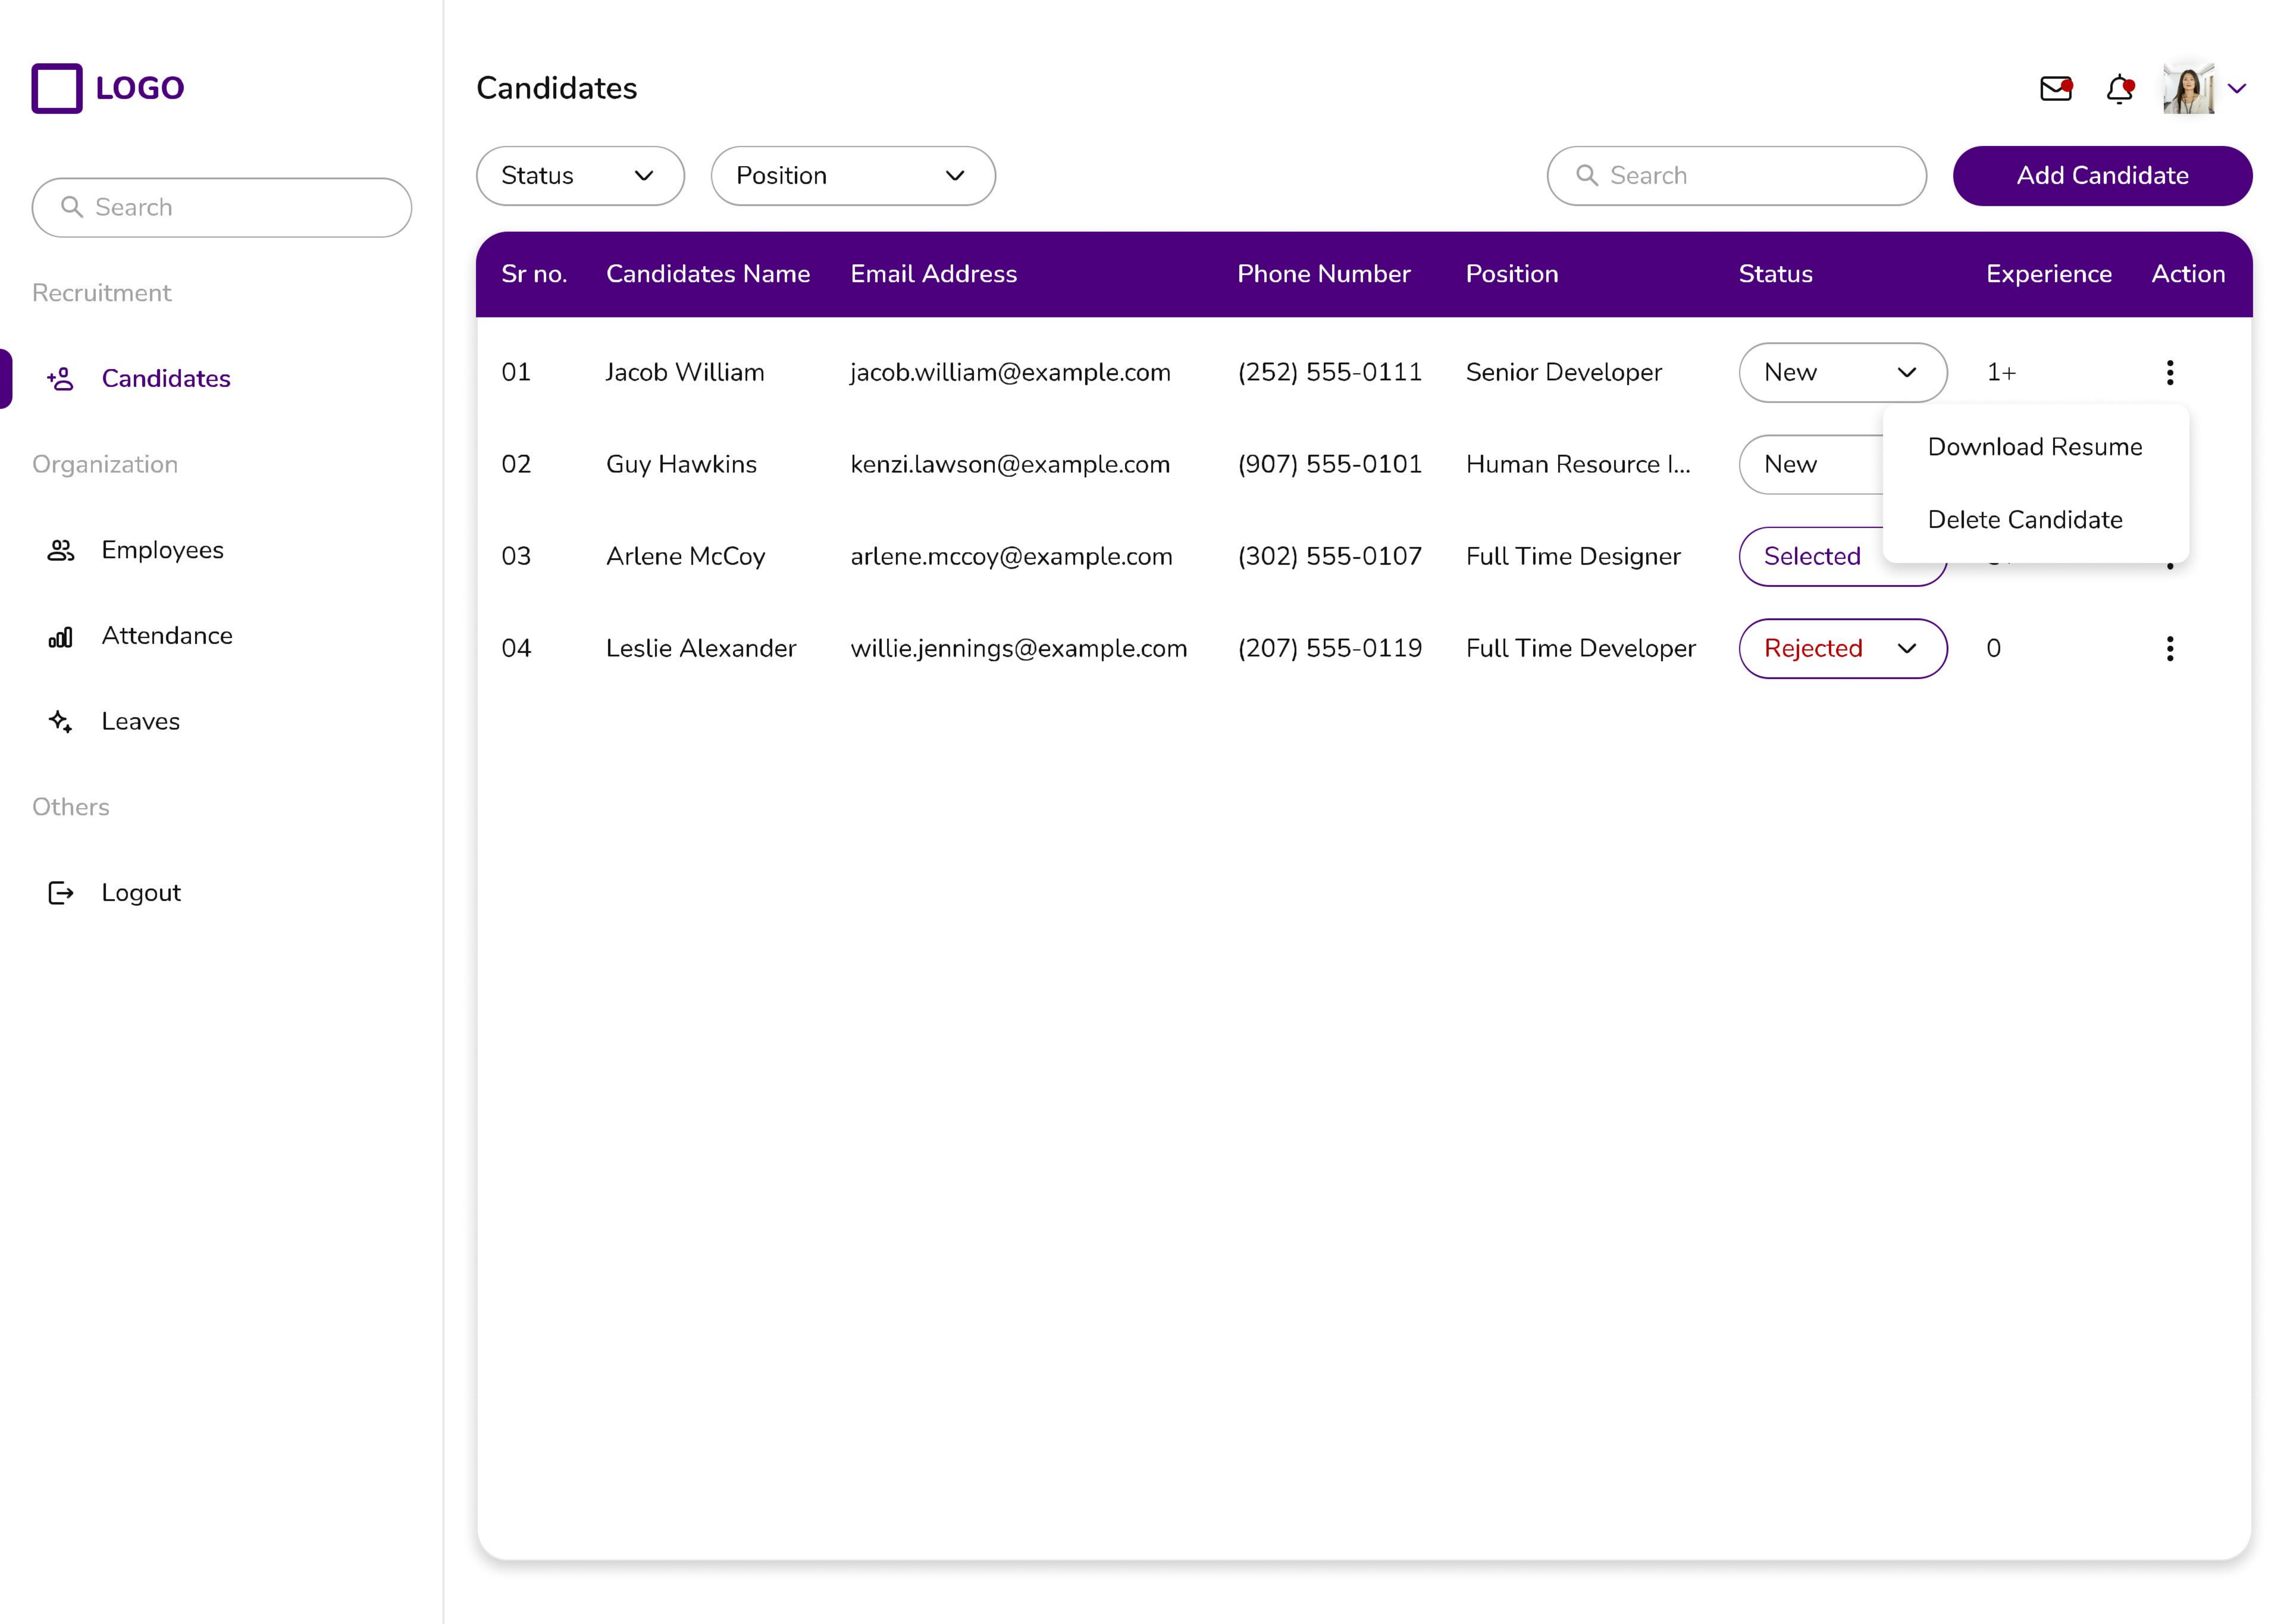 LOGO
Search
Recruitment
Candidates
Organization
Employees
Attendance
Leaves
Others
Logout
Candidates
Status Position Search Add Candidate
Sr no. Candidates Name Email Address Phone Number Position Status Experience Action
01 Jacob William jacob.william@example.com (252) 555-0111 Senior Developer New 1+
02 Guy Hawkins kenzi.lawson@example.com (907) 555-0101 Human Resource I... New
03 Arlene McCoy arlene.mccoy@example.com (302) 555-0107 Full Time Designer Selected
04 Leslie Alexander willie.jennings@example.com (207) 555-0119 Full Time Developer Rejected 0
Download Resume
Delete Candidate